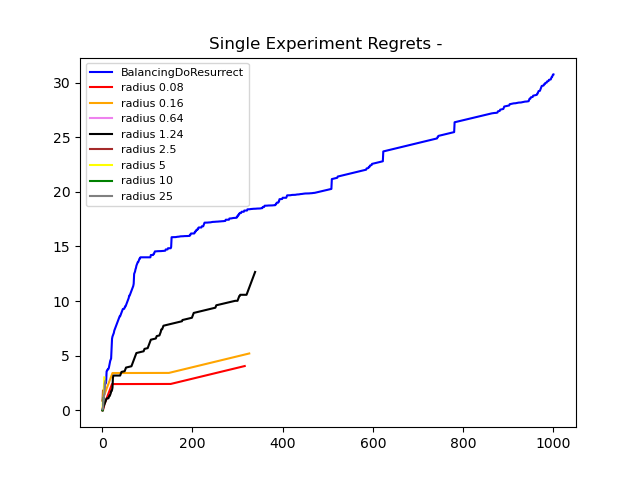 Single Experiment Regrets -
BalancingDoResurrect
radius 0.08
radius 0.16
radius 0.64
radius 1.24
radius 2.5
radius 5
radius 10
radius 25
30
25
20
15
10
5
0
0 200 400 600 800 1000